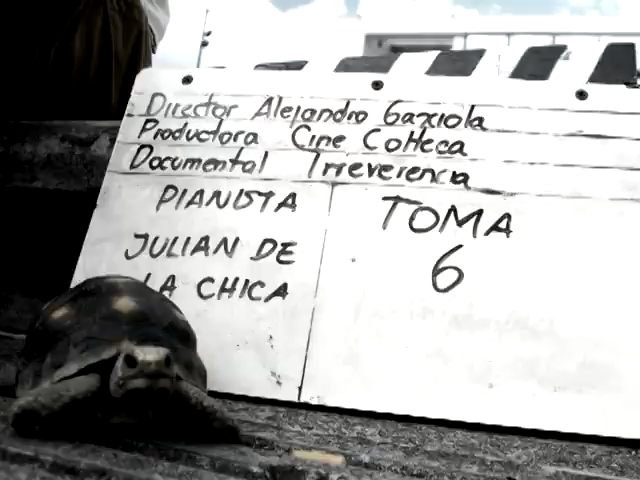 Director Alejandro Gaxiola
Productora Cine Colteca
Documental Irreverencia
PIANISTA
JULIAN DE
LA CHICA
TOMA
6